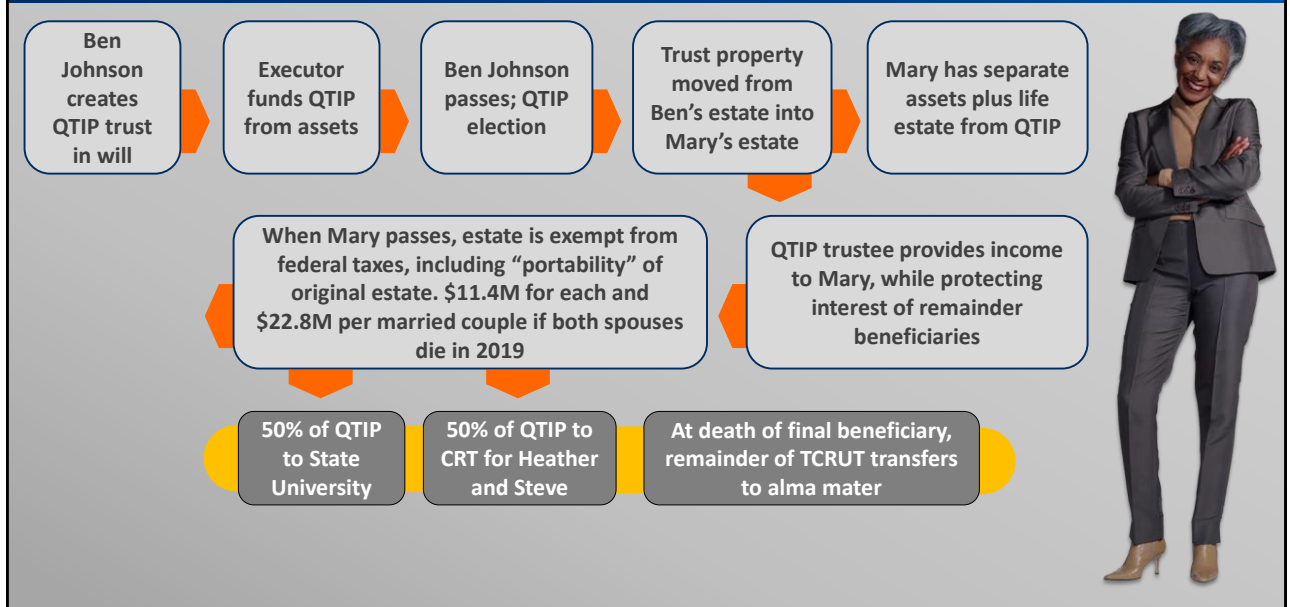 Ben
Johnson
creates
QTIP trust
in will
Executor
funds QTIP
from assets
Ben Johnson
passes; QTIP
election
Trust property
moved from
Ben’s estate into
Mary’s estate
Mary has separate
assets plus life
estate from QTIP
When Mary passes, estate is exempt from
federal taxes, including “portability” of
original estate. $11.4M for each and
$22.8M per married couple if both spouses
die in 2019
QTIP trustee provides income
to Mary, while protecting
interest of remainder
beneficiaries
50% of QTIP
to State
University
50% of QTIP to
CRT for Heather
and Steve
At death of final beneficiary,
remainder of TCRUT transfers
to alma mater